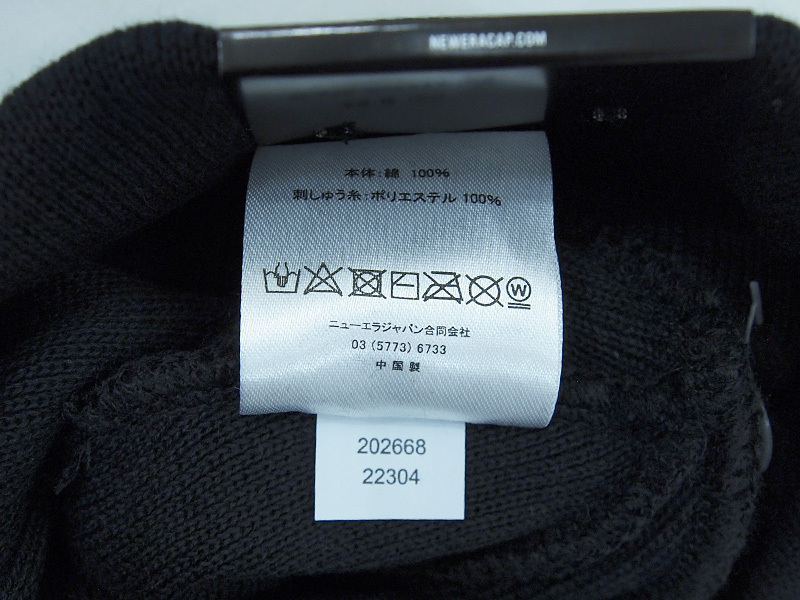 NEWERACAP.COM
本体:綿 100%
刺しゅう糸:ポリエステル 100%
W
ニューエラジャパン合同会社
03 (5773) 6733
中国製
202668
22304